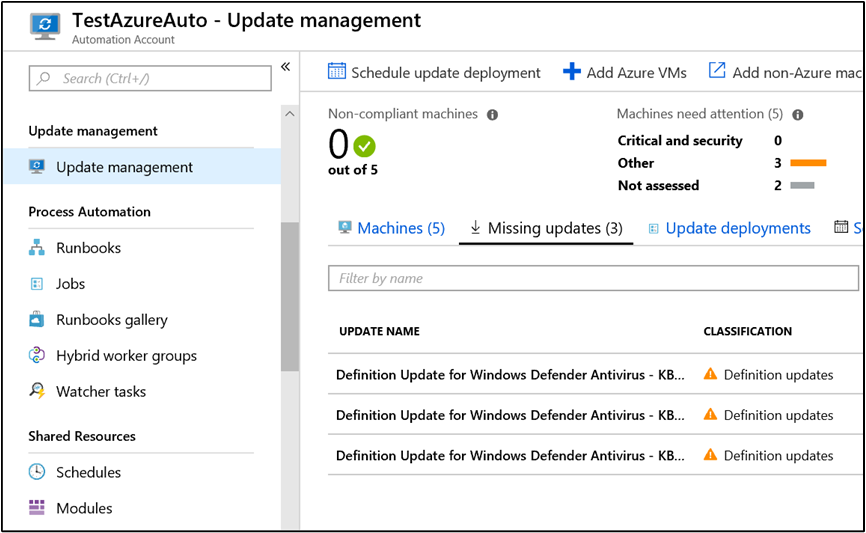 TestAzureAuto - Update management
Automation Account
Search (Ctrl+/)
«
Update management
Update management
Process Automation
Runbooks
Jobs
Runbooks gallery
Hybrid worker groups
Watcher tasks
Shared Resources
Schedules
Modules
Schedule update deployment Add Azure VMs Add non-Azure mac
Non-compliant machines
0
out of 5
Machines need attention (5)
Critical and security 0
Other 3
Not assessed 2
Machines (5) Missing updates (3) Update deployments S
Filter by name
UPDATE NAME CLASSIFICATION
Definition Update for Windows Defender Antivirus - KB... Definition updates
Definition Update for Windows Defender Antivirus - KB... Definition updates
Definition Update for Windows Defender Antivirus - KB... Definition updates